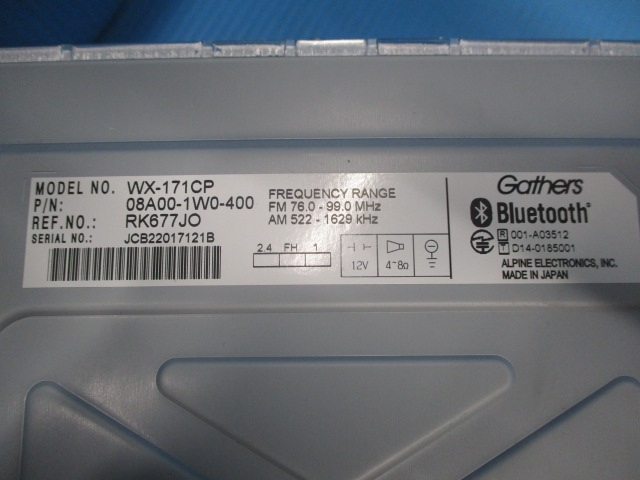 MODEL NO. WX-171CP
P/N: 08A00-1W0-400
REF.NO.: RK677JO
SERIAL NO.: JCB22017121B
FREQUENCY RANGE
FM 76.0 - 99.0 MHz
AM 522 - 1629 kHz
2.4 FH 1
12V 4~8Ω
Gathers
Bluetooth®
R 001-A03512
T D14-0185001
ALPINE ELECTRONICS, INC.
MADE IN JAPAN